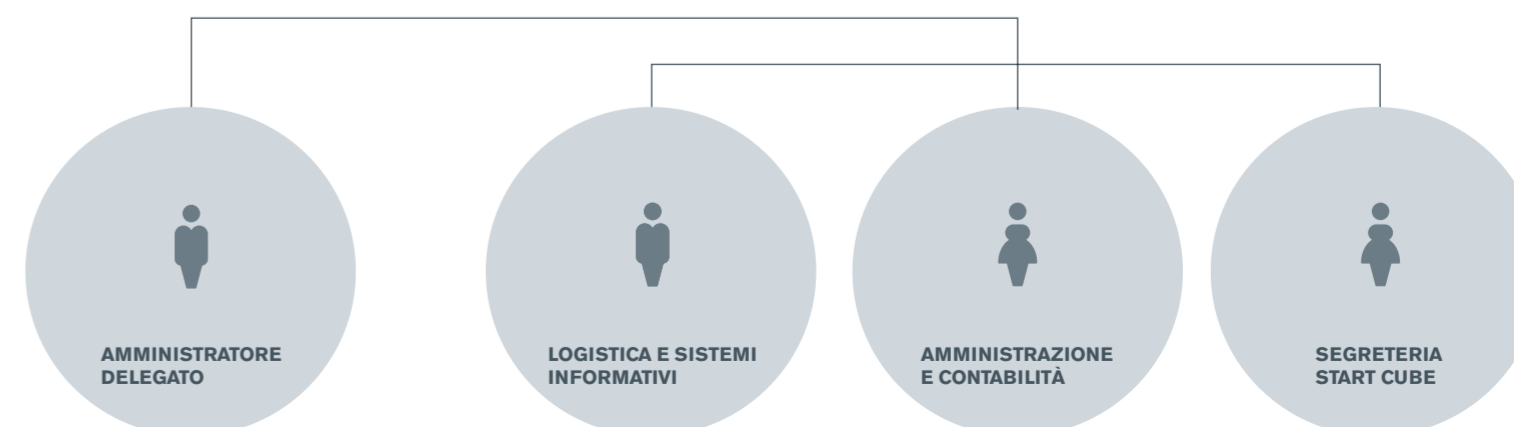 AMMINISTRATORE
DELEGATO
LOGISTICA E SISTEMI
INFORMATIVI
AMMINISTRAZIONE
E CONTABILITÀ
SEGRETERIA
START CUBE